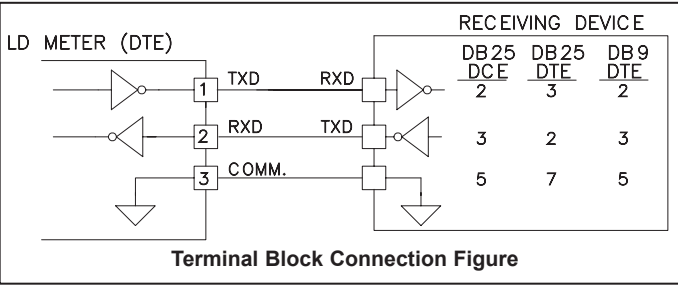 RECEIVING DEVICE
LD METER (DTE)
DB25 DB25 DB9
DCE DTE DTE
1 TXD RXD 2 3 2
2 RXD TXD 3 2 3
3 COMM. 5 7 5
Terminal Block Connection Figure